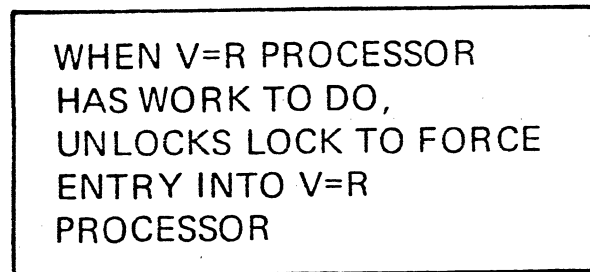 WHEN V=R PROCESSOR
HAS WORK TO DO,
UNLOCKS LOCK TO FORCE
ENTRY INTO V=R
PROCESSOR